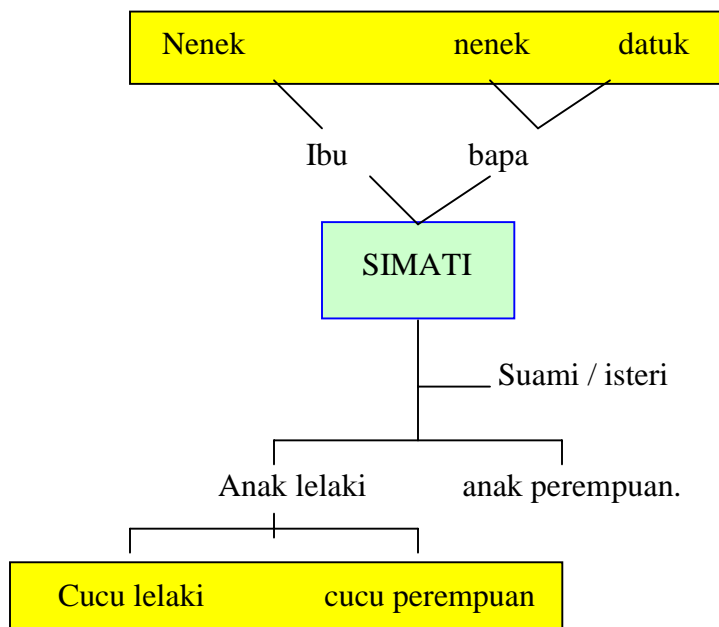 Nenek nenek datuk
Ibu bapa
SIMATI
Suami / isteri
Anak lelaki anak perempuan.
Cucu lelaki cucu perempuan